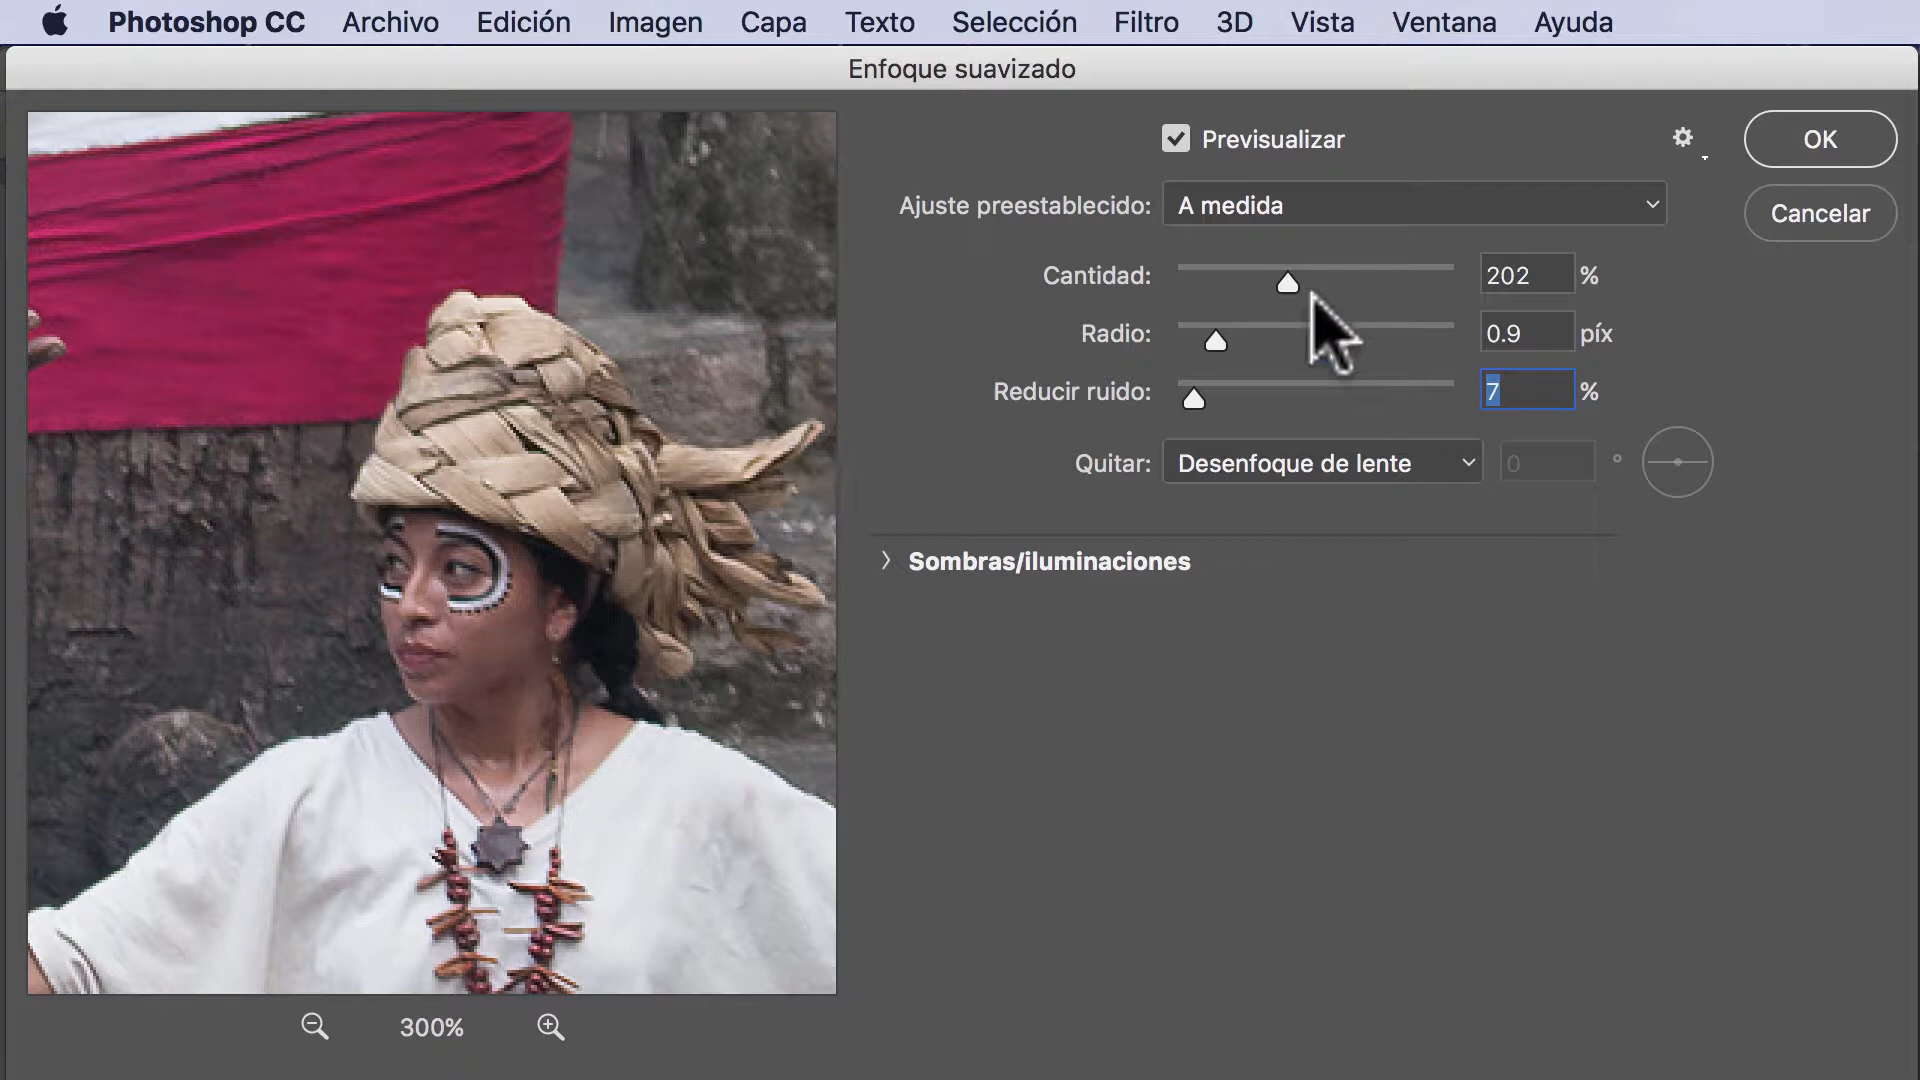 Photoshop CC Archivo Edición Imagen Capa Texto Selección Filtro 3D Vista Ventana Ayuda
Enfoque suavizado
Previsualizar
OK
Ajuste preestablecido: A medida
Cancelar
Cantidad: 202 %
Radio: 0.9 píx
Reducir ruido: 7 %
Quitar: Desenfoque de lente 0 °
Sombras/iluminaciones
300%